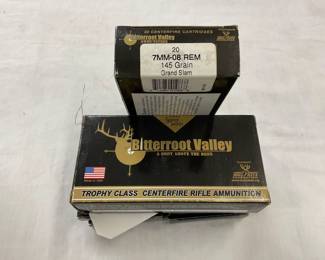 20 CENTERFIRE CARTRIDGES
20
7MM-08 REM
145 Grain
Grand Slam
Bitterroot Valley
A SHOT ABOVE THE REST
TROPHY CLASS CENTERFIRE RIFLE AMMUNITION